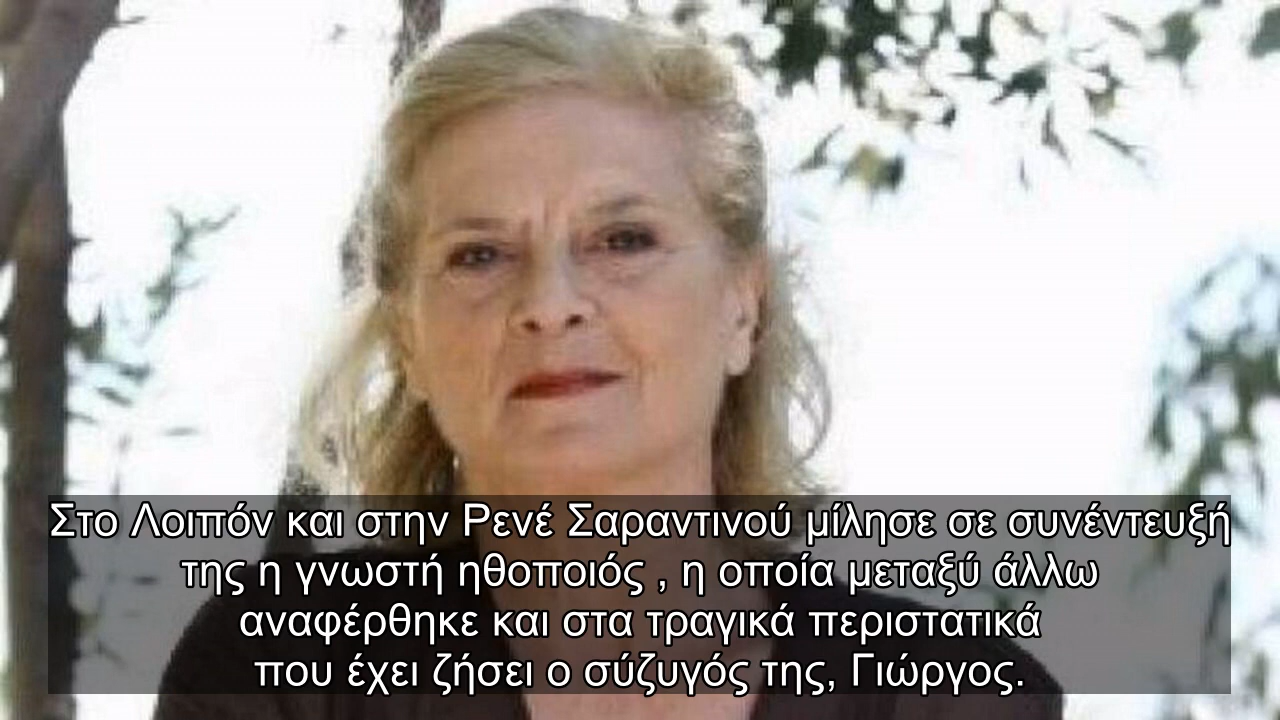 Στο Λοιπόν και στην Ρενέ Σαραντινού μίλησε σε συνέντευξή
της η γνωστή ηθοποιός , η οποία μεταξύ άλλω
αναφέρθηκε και στα τραγικά περιστατικά
που έχει ζήσει ο σύζυγός της, Γιώργος.